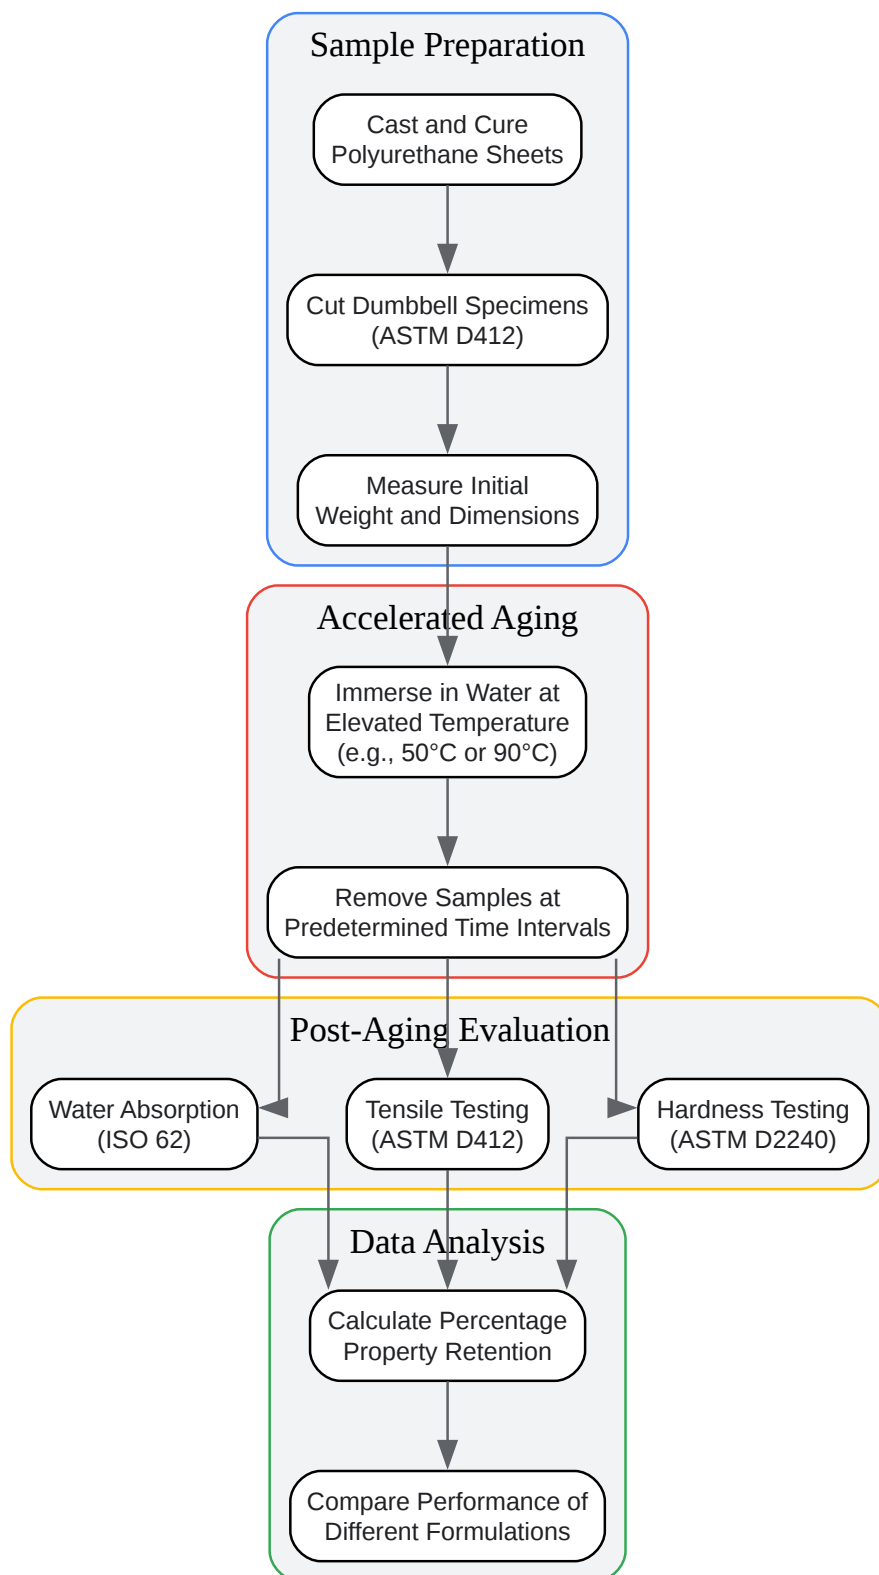 Sample Preparation
Cast and Cure
Polyurethane Sheets
Cut Dumbbell Specimens
(ASTM D412)
Measure Initial
Weight and Dimensions
Accelerated Aging
Immerse in Water at
Elevated Temperature
(e.g., 50°C or 90°C)
Remove Samples at
Predetermined Time Intervals
Post-Aging Evaluation
Water Absorption
(ISO 62)
Tensile Testing
(ASTM D412)
Hardness Testing
(ASTM D2240)
Data Analysis
Calculate Percentage
Property Retention
Compare Performance of
Different Formulations